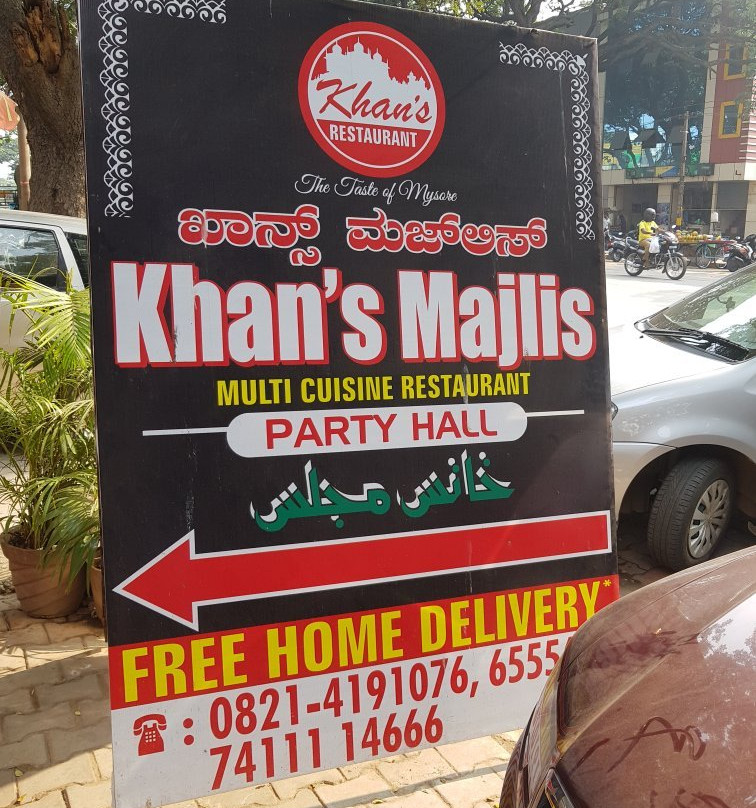 Khan's
RESTAURANT
The Taste of Mysore
ಖಾನ್ಸ್ ಮಜ್‌ಲಿಸ್
Khan's Majlis
MULTI CUISINE RESTAURANT
PARTY HALL
خانس مجلس
FREE HOME DELIVERY*
: 0821-4191076, 6555
74111 14666